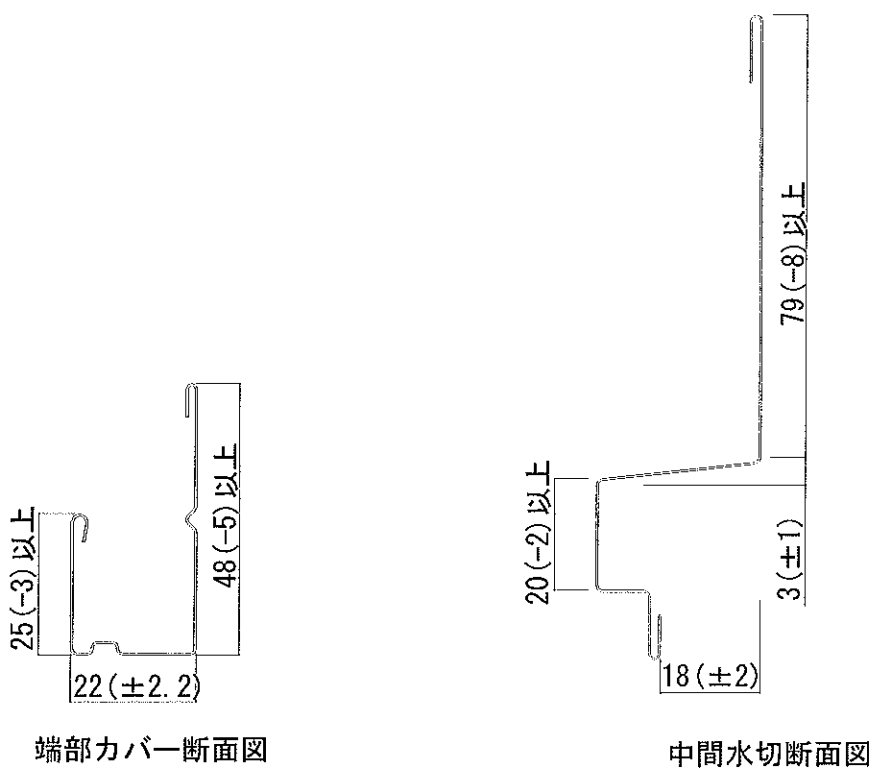 25(-3)以上
48(-5)以上
22(±2.2)
端部カバー断面図
79(-8)以上
20(-2)以上
3(±1)
18(±2)
中間水切断面図